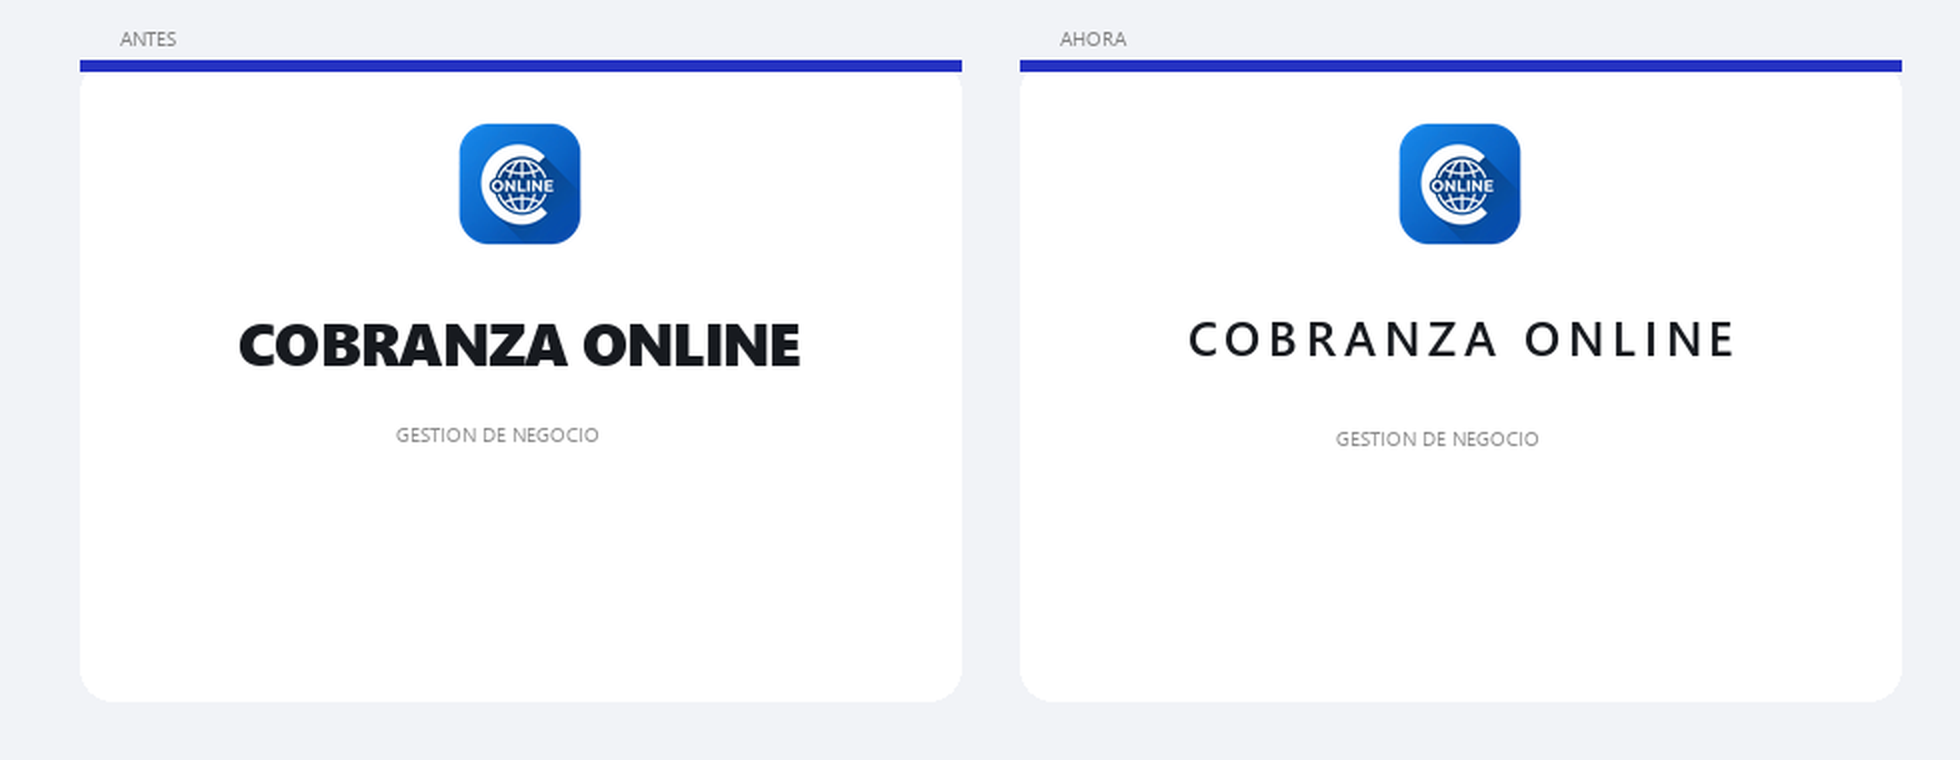 ANTES
ONLINE
COBRANZA ONLINE
GESTION DE NEGOCIO
AHORA
ONLINE
COBRANZA ONLINE
GESTION DE NEGOCIO